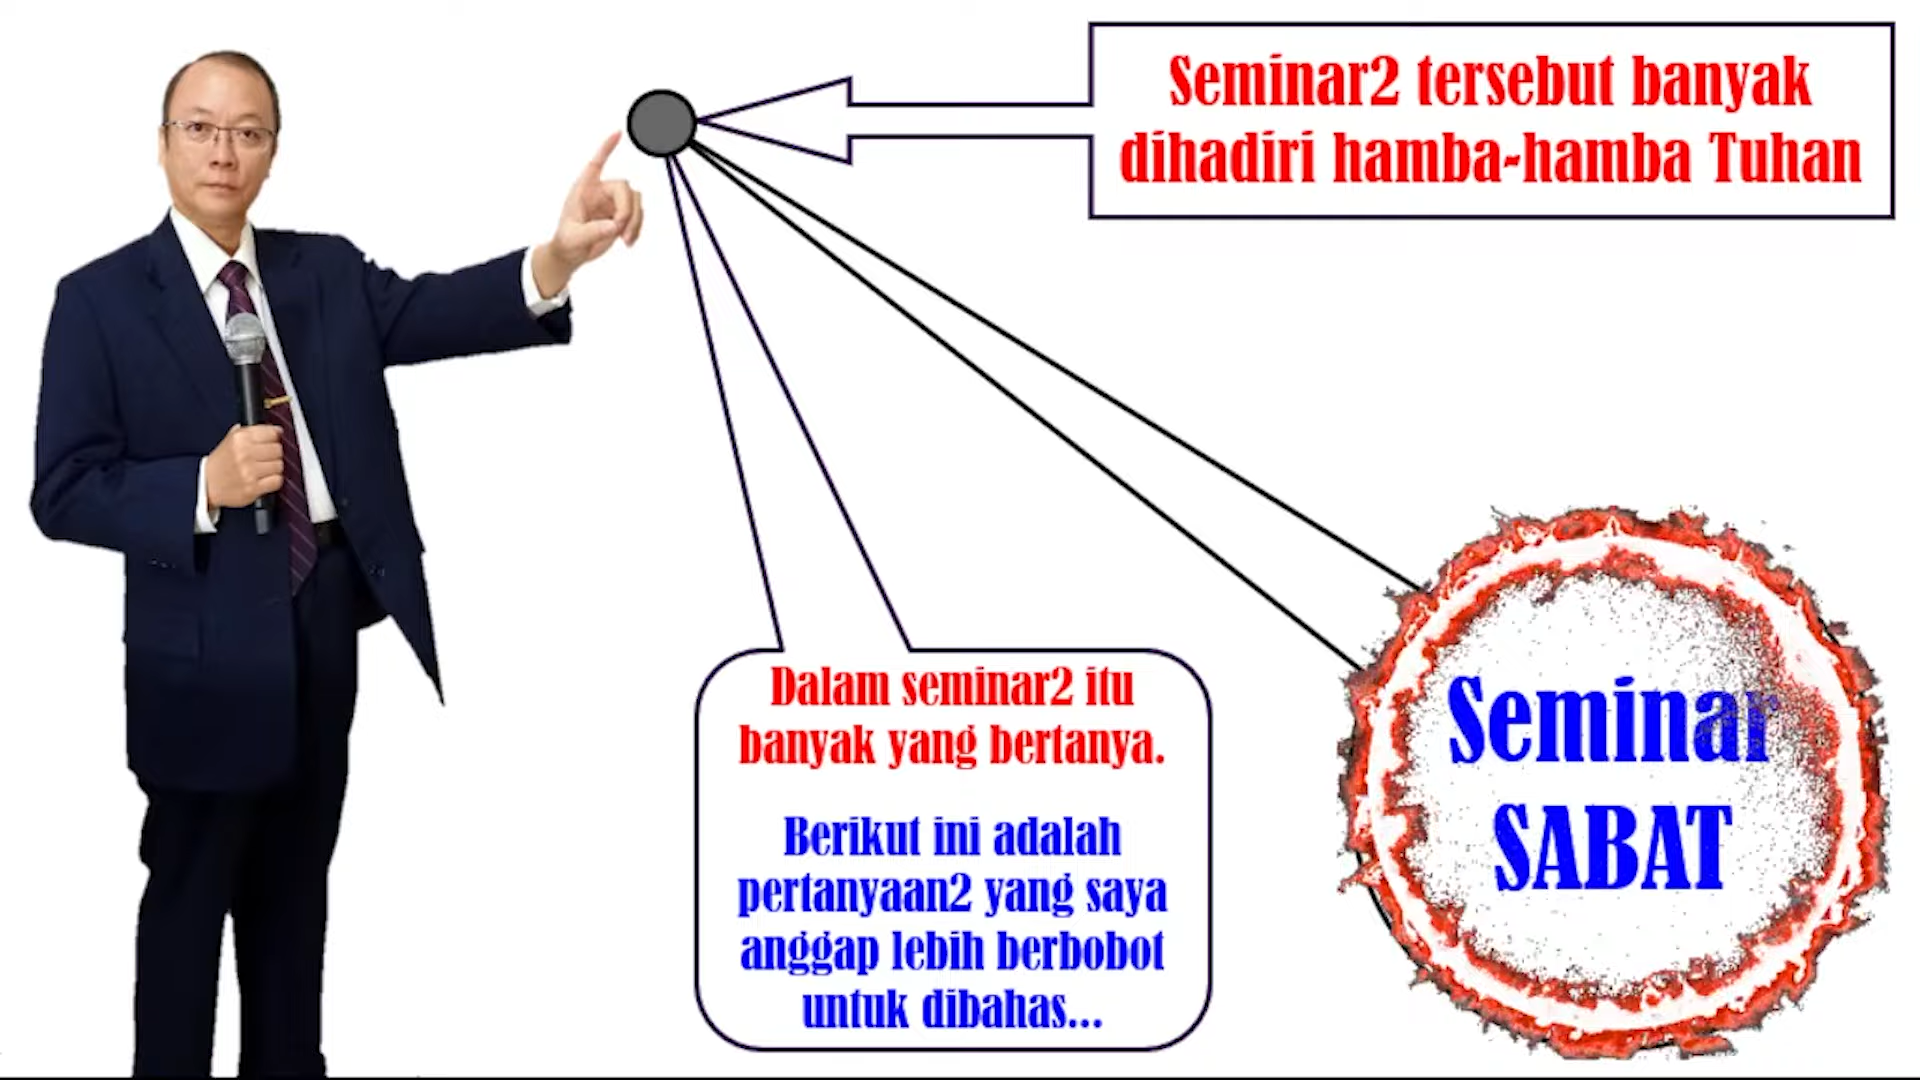 Seminar2 tersebut banyak
dihadiri hamba-hamba Tuhan
Dalam seminar2 itu
banyak yang bertanya.
Berikut ini adalah
pertanyaan2 yang saya
anggap lebih berbobot
untuk dibahas...
Seminar
SABAT